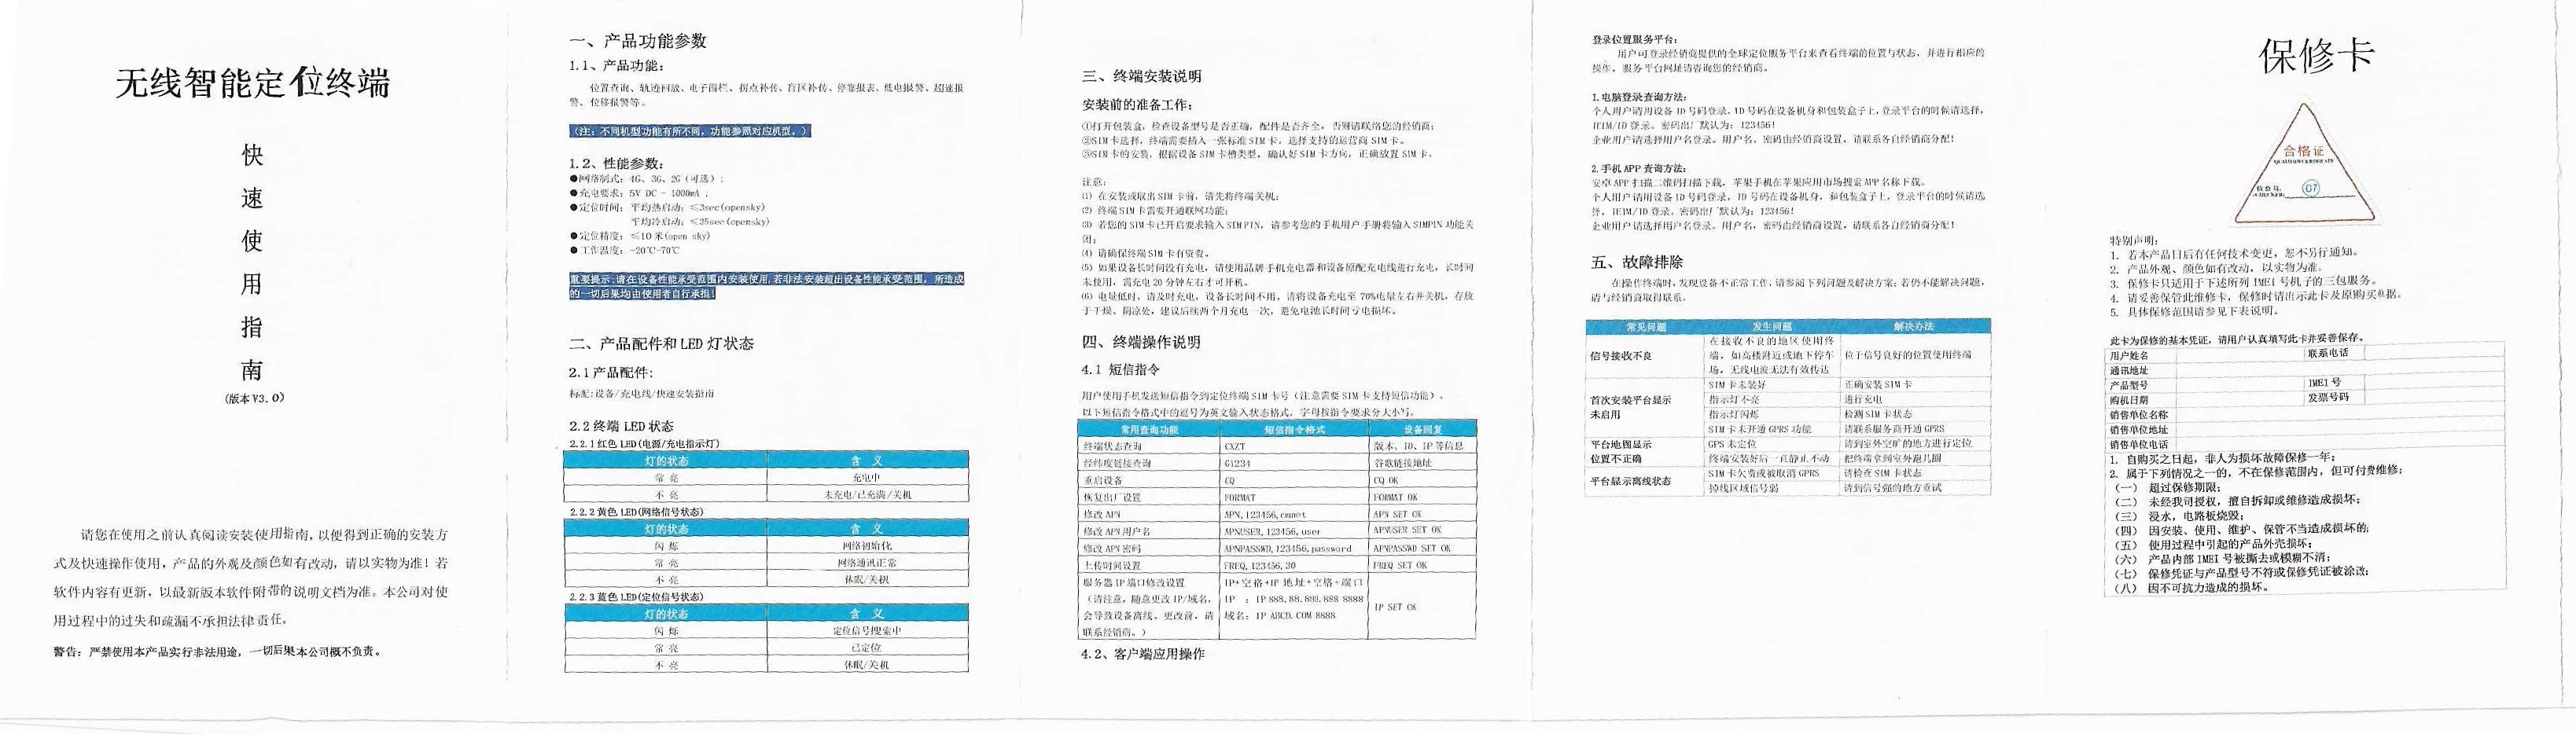 无线智能定位终端
快
速
使
用
指
南
(版本 V3.0)
请您在使用之前认真阅读安装使用指南,以便得到正确的安装方
式及快速操作使用,产品的外观及颜色如有改动,请以实物为准!若
软件内容有更新,以最新版本软件附带的说明文档为准。本公司对使
用过程中的过失和疏漏不承担法律责任。
警告:严禁使用本产品实行非法用途,一切后果本公司概不负责。
一、产品功能参数
1.1、产品功能:
位置查询、轨迹回放、电子围栏、拐点补传、盲区补传、停靠报表、低电报警、超速报
警、位移报警等。
(注:不同机型功能有所不同,功能参照对应机型。)
1.2、性能参数:
●网络制式:4G、3G、2G(可选);
●充电要求:5V DC - 1000mA ;
●定位时间:平均热启动:≤3sec(opensky)
平均冷启动:≤35sec(opensky)
●定位精度:≤10 米(open sky)
●工作温度:-20℃-70℃
重要提示:请在设备性能承受范围内安装使用,若非法安装超出设备性能承受范围,所造成
的一切后果均由使用者自行承担!
二、产品配件和 LED 灯状态
2.1 产品配件:
标配:设备/充电线/快速安装指南
2.2 终端 LED 状态
2.2.1 红色 LED(电源/充电指示灯)
灯的状态 含 义
常 亮 充电中
不 亮 未充电/已充满/关机
2.2.2 黄色 LED(网络信号状态)
灯的状态 含 义
闪 烁 网络初始化
常 亮 网络通讯正常
不 亮 休眠/关机
2.2.3 蓝色 LED(定位信号状态)
灯的状态 含 义
闪 烁 定位信号搜索中
常 亮 已定位
不 亮 休眠/关机
三、终端安装说明
安装前的准备工作:
①打开包装盒,检查设备型号是否正确,配件是否齐全,否则请联络您的经销商;
②SIM 卡选择,终端需要插入一张标准 SIM 卡,选择支持的运营商 SIM 卡。
③SIM 卡的安装,根据设备 SIM 卡槽类型,确认好 SIM 卡方向,正确放置 SIM 卡。
注意:
(1) 在安装或取出 SIM 卡前,请先将终端关机;
(2) 终端 SIM 卡需要开通联网功能;
(3) 若您的 SIM 卡已开启要求输入 SIMPIN,请参考您的手机用户手册将输入 SIMPIN 功能关
闭;
(4) 请确保终端 SIM 卡有资费。
(5) 如果设备长时间没有充电,请使用品牌手机充电器和设备原配充电线进行充电,长时间
未使用,需充电 20 分钟左右才可开机。
(6) 电量低时,请及时充电,设备长时间不用,请将设备充电至 70%电量左右并关机,存放
于干燥、阴凉处,建议后续两个月充电一次,避免电池长时间亏电损坏。
四、终端操作说明
4.1 短信指令
用户使用手机发送短信指令到定位终端 SIM 卡号(注意需要 SIM 卡支持短信功能)。
以下短信指令格式中的逗号为英文输入状态格式,字母按指令要求分大小写。
常用查询功能 短信指令格式 设备回复
终端状态查询 CXZT 版本、ID、IP 等信息
经纬度链接查询 G1234 谷歌链接地址
重启设备 CQ CQ OK
恢复出厂设置 FORMAT FORMAT OK
修改 APN APN,123456,cmnet APN SET OK
修改 APN 用户名 APNUSER,123456,user APNUSER SET OK
修改 APN 密码 APNPASSWD,123456,password APNPASSWD SET OK
上传时间设置 FREQ,123456,30 FREQ SET OK
服务器 IP 端口修改设置 IP+空格+IP 地址+空格+端口
(请注意,随意更改 IP/域名, IP :IP 888.88.888.888 8888
会导致设备离线。更改前,请 域名:IP ABCD.COM 8888 IP SET OK
联系经销商。)
4.2、客户端应用操作
登录位置服务平台:
用户可登录经销商提供的全球定位服务平台来查看终端的位置与状态,并进行相应的
操作,服务平台网址请咨询您的经销商。
1.电脑登录查询方法:
个人用户请用设备 ID 号码登录,ID 号码在设备机身和包装盒子上,登录平台的时候请选择,
IEIM/ID 登录。密码出厂默认为:123456!
企业用户请选择用户名登录。用户名,密码由经销商设置,请联系各自经销商分配!
2.手机 APP 查询方法:
安卓 APP 扫描二维码扫描下载,苹果手机在苹果应用市场搜索 APP 名称下载。
个人用户请用设备 ID 号码登录,ID 号码在设备机身,和包装盒子上,登录平台的时候请选
择,IEIM/ID 登录。密码出厂默认为:123456!
企业用户请选择用户名登录。用户名,密码由经销商设置,请联系各自经销商分配!
五、故障排除
在操作终端时,发现设备不正常工作,请参阅下列问题及解决方案;若仍不能解决问题,
请与经销商取得联系。
常见问题 发生问题 解决办法
信号接收不良 在接收不良的地区使用终端,如高楼附近或地下停车场,无线电波无法有效传达 位于信号良好的位置使用终端
首次安装平台显示未启用 SIM 卡未装好 正确安装 SIM 卡
指示灯不亮 进行充电
指示灯闪烁 检测 SIM 卡状态
SIM 卡未开通 GPRS 功能 请联系服务商开通 GPRS
平台地图显示位置不正确 GPS 未定位 请到室外空旷的地方进行定位
终端安装好后一直静止不动 把终端拿到室外跑几圈
平台显示离线状态 SIM 卡欠费或被取消 GPRS 请检查 SIM 卡状态
掉线区域信号弱 请到信号强的地方重试
保修卡
合格证
07
特别声明:
1. 若本产品日后有任何技术变更,恕不另行通知。
2. 产品外观、颜色如有改动,以实物为准。
3. 保修卡只适用于下述所列 IMEI 号机子的三包服务。
4. 请妥善保管此维修卡,保修时请出示此卡及原购买单据。
5. 具体保修范围请参见下表说明。
此卡为保修的基本凭证,请用户认真填写此卡并妥善保存。
用户姓名 联系电话
通讯地址
产品型号 IMEI 号
购机日期 发票号码
销售单位名称
销售单位地址
销售单位电话
1. 自购买之日起,非人为损坏故障保修一年;
2. 属于下列情况之一的,不在保修范围内,但可付费维修;
(一) 超过保修期限;
(二) 未经我司授权,擅自拆卸或维修造成损坏;
(三) 浸水,电路板烧毁;
(四) 因安装、使用、维护、保管不当造成损坏的;
(五) 使用过程中引起的产品外壳损坏;
(六) 产品内部 IMEI 号被撕去或模糊不清;
(七) 保修凭证与产品型号不符或保修凭证被涂改;
(八) 因不可抗力造成的损坏。